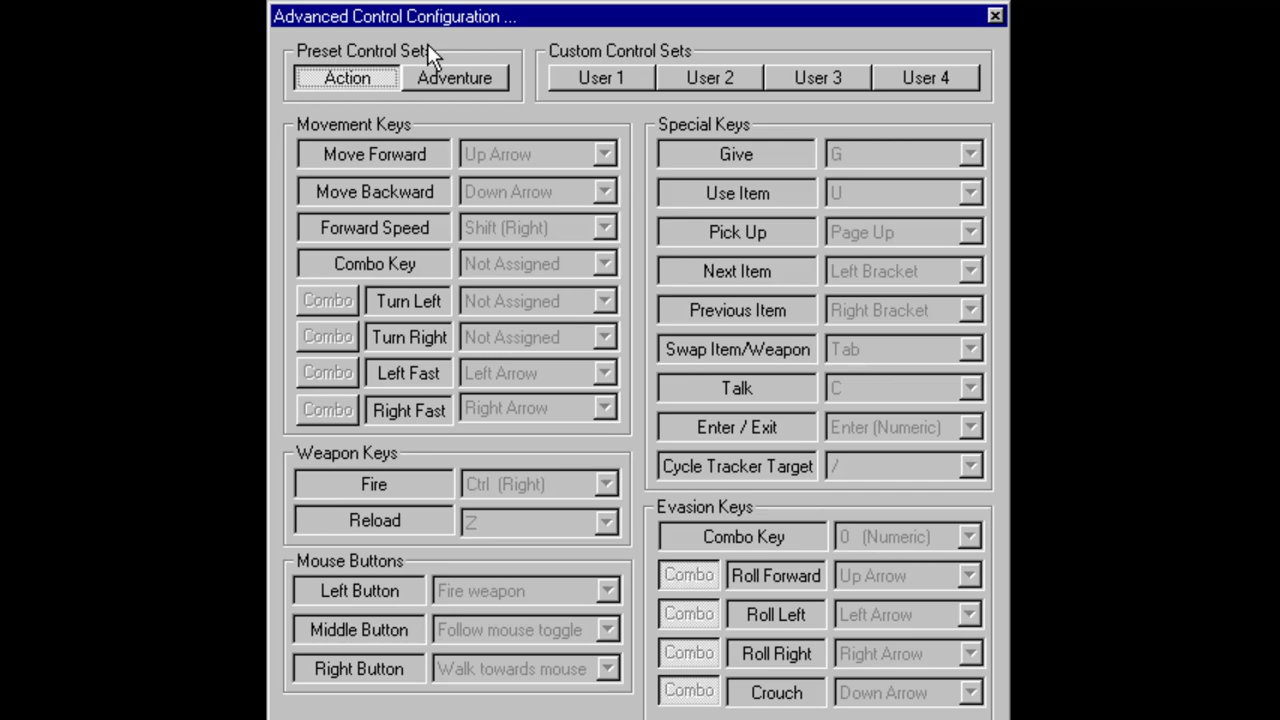 Advanced Control Configuration ...
Preset Control Sets
Action
Adventure
Custom Control Sets
User 1
User 2
User 3
User 4
Movement Keys
Move Forward
Up Arrow
Move Backward
Down Arrow
Forward Speed
Shift (Right)
Combo Key
Not Assigned
Combo
Turn Left
Not Assigned
Combo
Turn Right
Not Assigned
Combo
Left Fast
Left Arrow
Combo
Right Fast
Right Arrow
Weapon Keys
Fire
Ctrl (Right)
Reload
Z
Mouse Buttons
Left Button
Fire weapon
Middle Button
Follow mouse toggle
Right Button
Walk towards mouse
Special Keys
Give
G
Use Item
U
Pick Up
Page Up
Next Item
Left Bracket
Previous Item
Right Bracket
Swap Item/Weapon
Tab
Talk
C
Enter / Exit
Enter (Numeric)
Cycle Tracker Target
/
Evasion Keys
Combo Key
0 (Numeric)
Combo
Roll Forward
Up Arrow
Combo
Roll Left
Left Arrow
Combo
Roll Right
Right Arrow
Combo
Crouch
Down Arrow